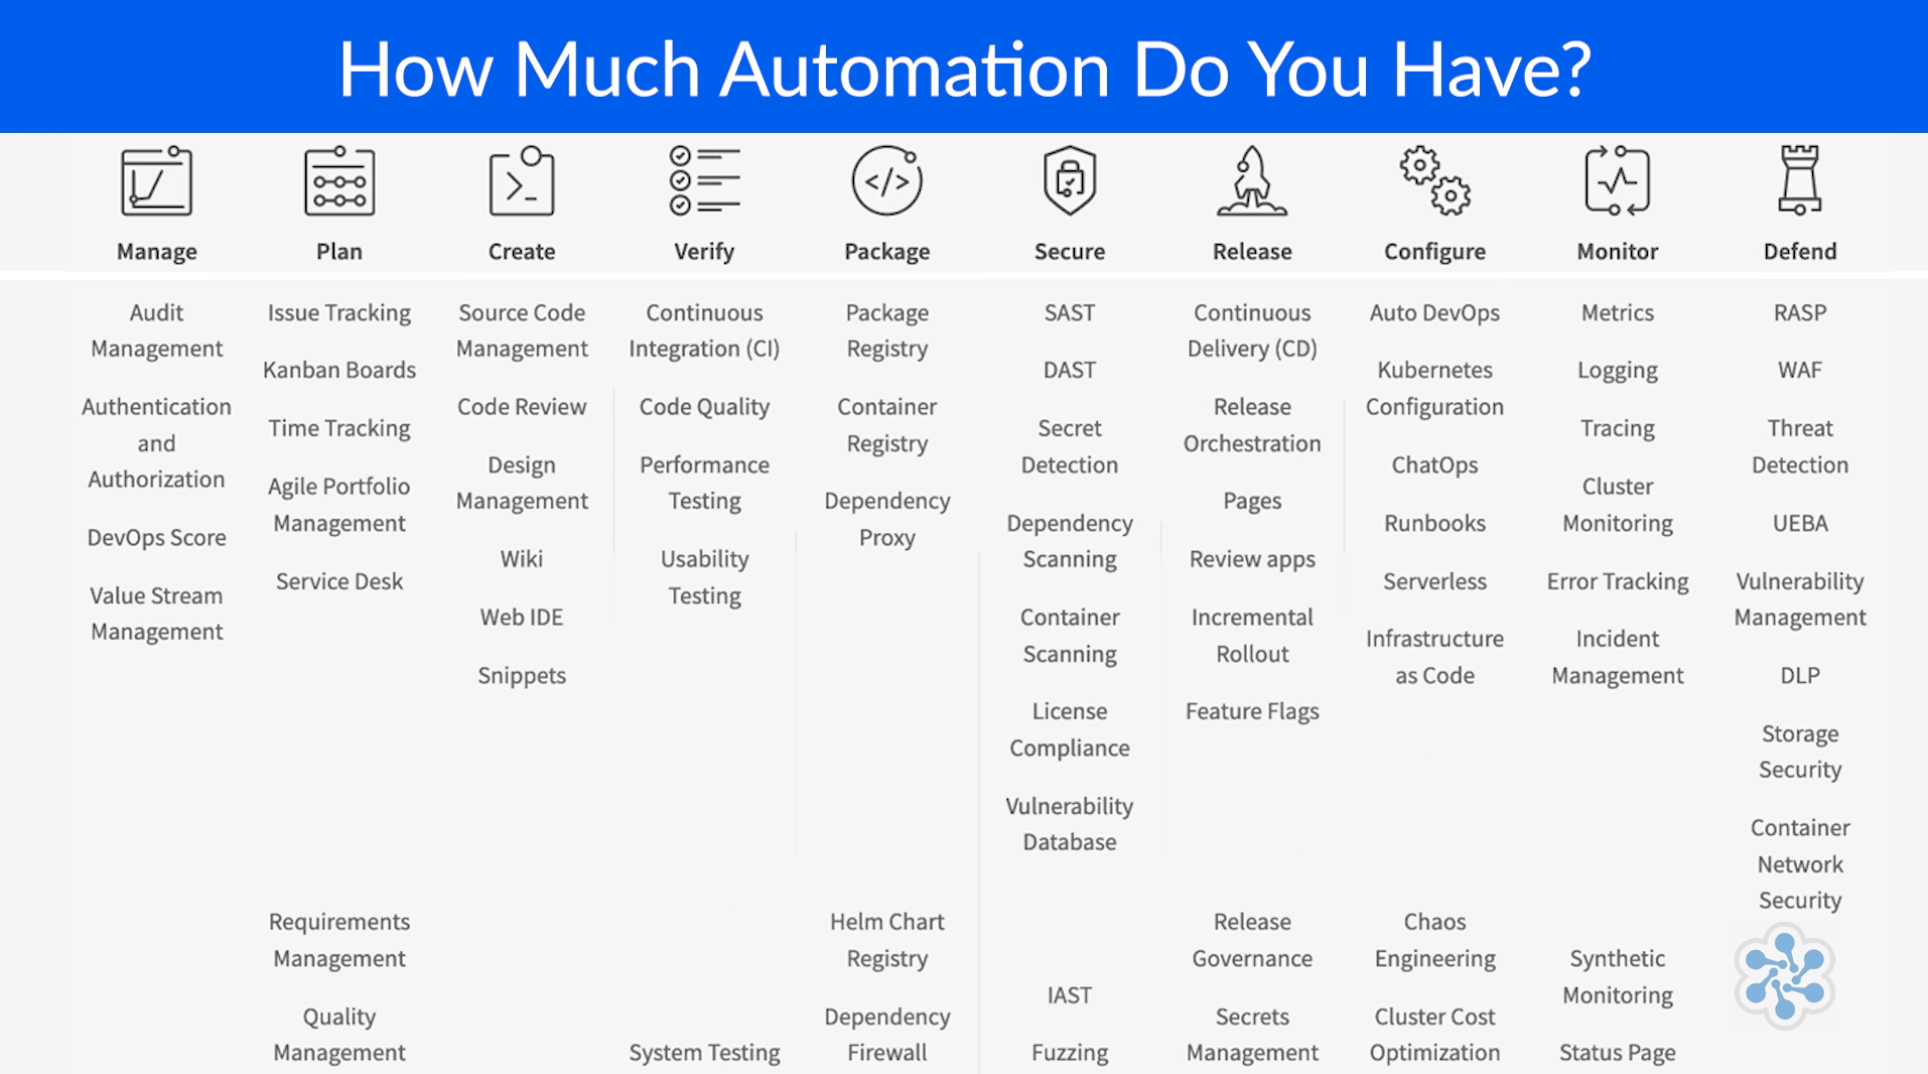 How Much Automation Do You Have?
Manage
Plan
Create
Verify
Package
Secure
Release
Configure
Monitor
Defend
Audit
Management
Authentication
and
Authorization
DevOps Score
Value Stream
Management
Issue Tracking
Kanban Boards
Time Tracking
Agile Portfolio
Management
Service Desk
Requirements
Management
Quality
Management
Source Code
Management
Code Review
Design
Management
Wiki
Web IDE
Snippets
Continuous
Integration (CI)
Code Quality
Performance
Testing
Usability
Testing
System Testing
Package
Registry
Container
Registry
Dependency
Proxy
Helm Chart
Registry
Dependency
Firewall
SAST
DAST
Secret
Detection
Dependency
Scanning
Container
Scanning
License
Compliance
Vulnerability
Database
IAST
Fuzzing
Continuous
Delivery (CD)
Release
Orchestration
Pages
Review apps
Incremental
Rollout
Feature Flags
Release
Governance
Secrets
Management
Auto DevOps
Kubernetes
Configuration
ChatOps
Runbooks
Serverless
Infrastructure
as Code
Chaos
Engineering
Cluster Cost
Optimization
Metrics
Logging
Tracing
Cluster
Monitoring
Error Tracking
Incident
Management
Synthetic
Monitoring
Status Page
RASP
WAF
Threat
Detection
UEBA
Vulnerability
Management
DLP
Storage
Security
Container
Network
Security